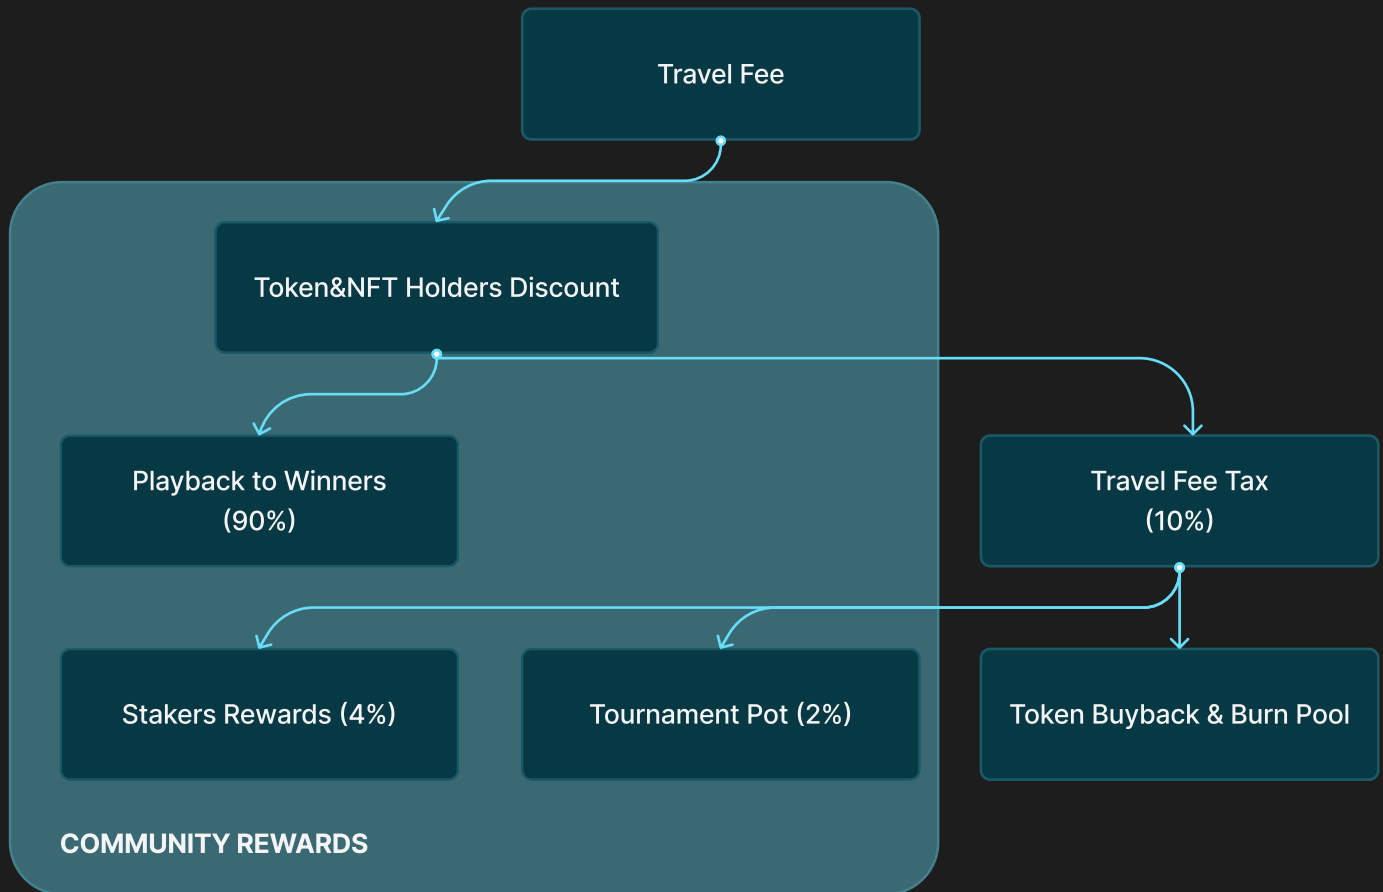 Travel Fee
Token&NFT Holders Discount
Playback to Winners
(90%)
Travel Fee Tax
(10%)
Stakers Rewards (4%)
Tournament Pot (2%)
Token Buyback & Burn Pool
COMMUNITY REWARDS